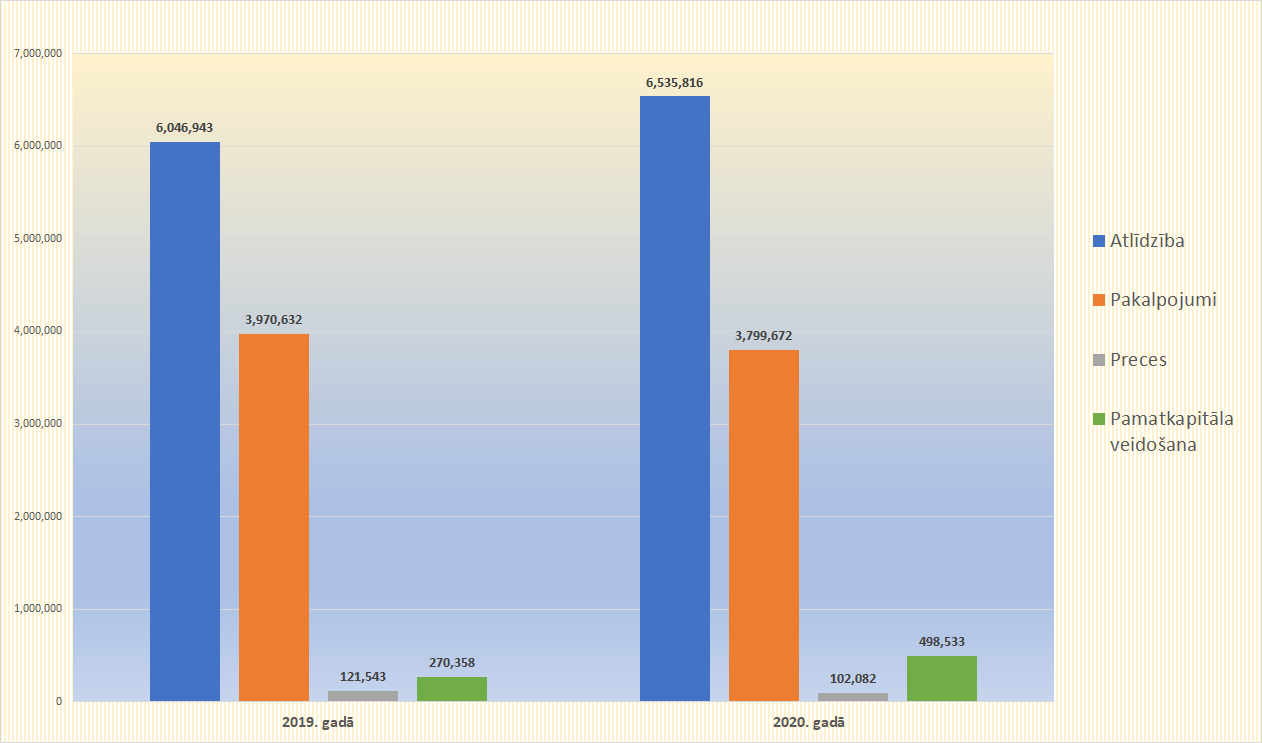 7,000,000
6,000,000
5,000,000
4,000,000
3,000,000
2,000,000
1,000,000
0
6,046,943
3,970,632
121,543
270,358
6,535,816
3,799,672
102,082
498,533
2019. gadā
2020. gadā
Atlīdzība
Pakalpojumi
Preces
Pamatkapitāla
veidošana